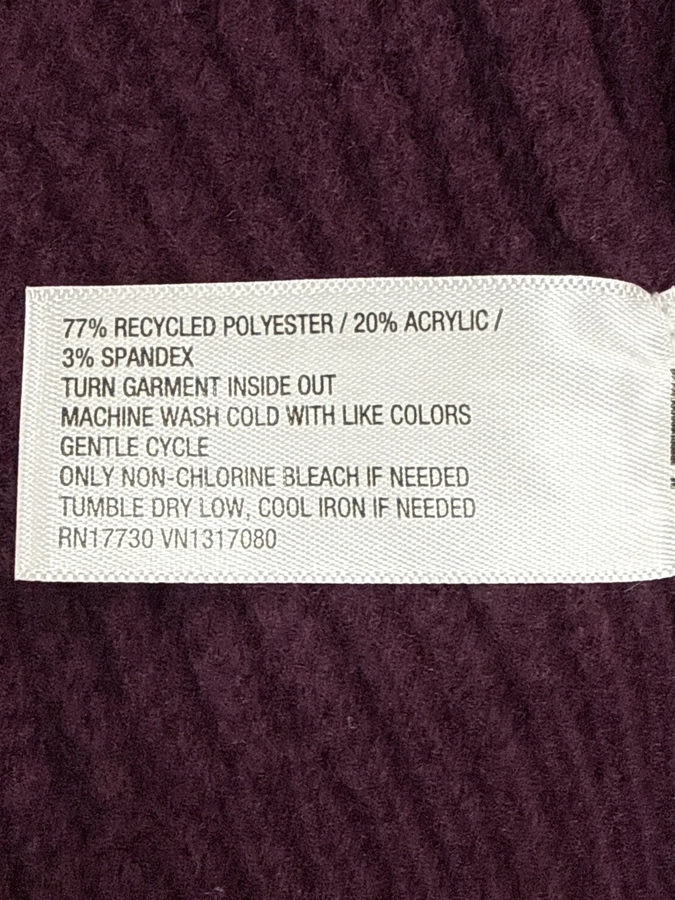 77% RECYCLED POLYESTER / 20% ACRYLIC /
3% SPANDEX
TURN GARMENT INSIDE OUT
MACHINE WASH COLD WITH LIKE COLORS
GENTLE CYCLE
ONLY NON-CHLORINE BLEACH IF NEEDED
TUMBLE DRY LOW, COOL IRON IF NEEDED
RN17730 VN1317080